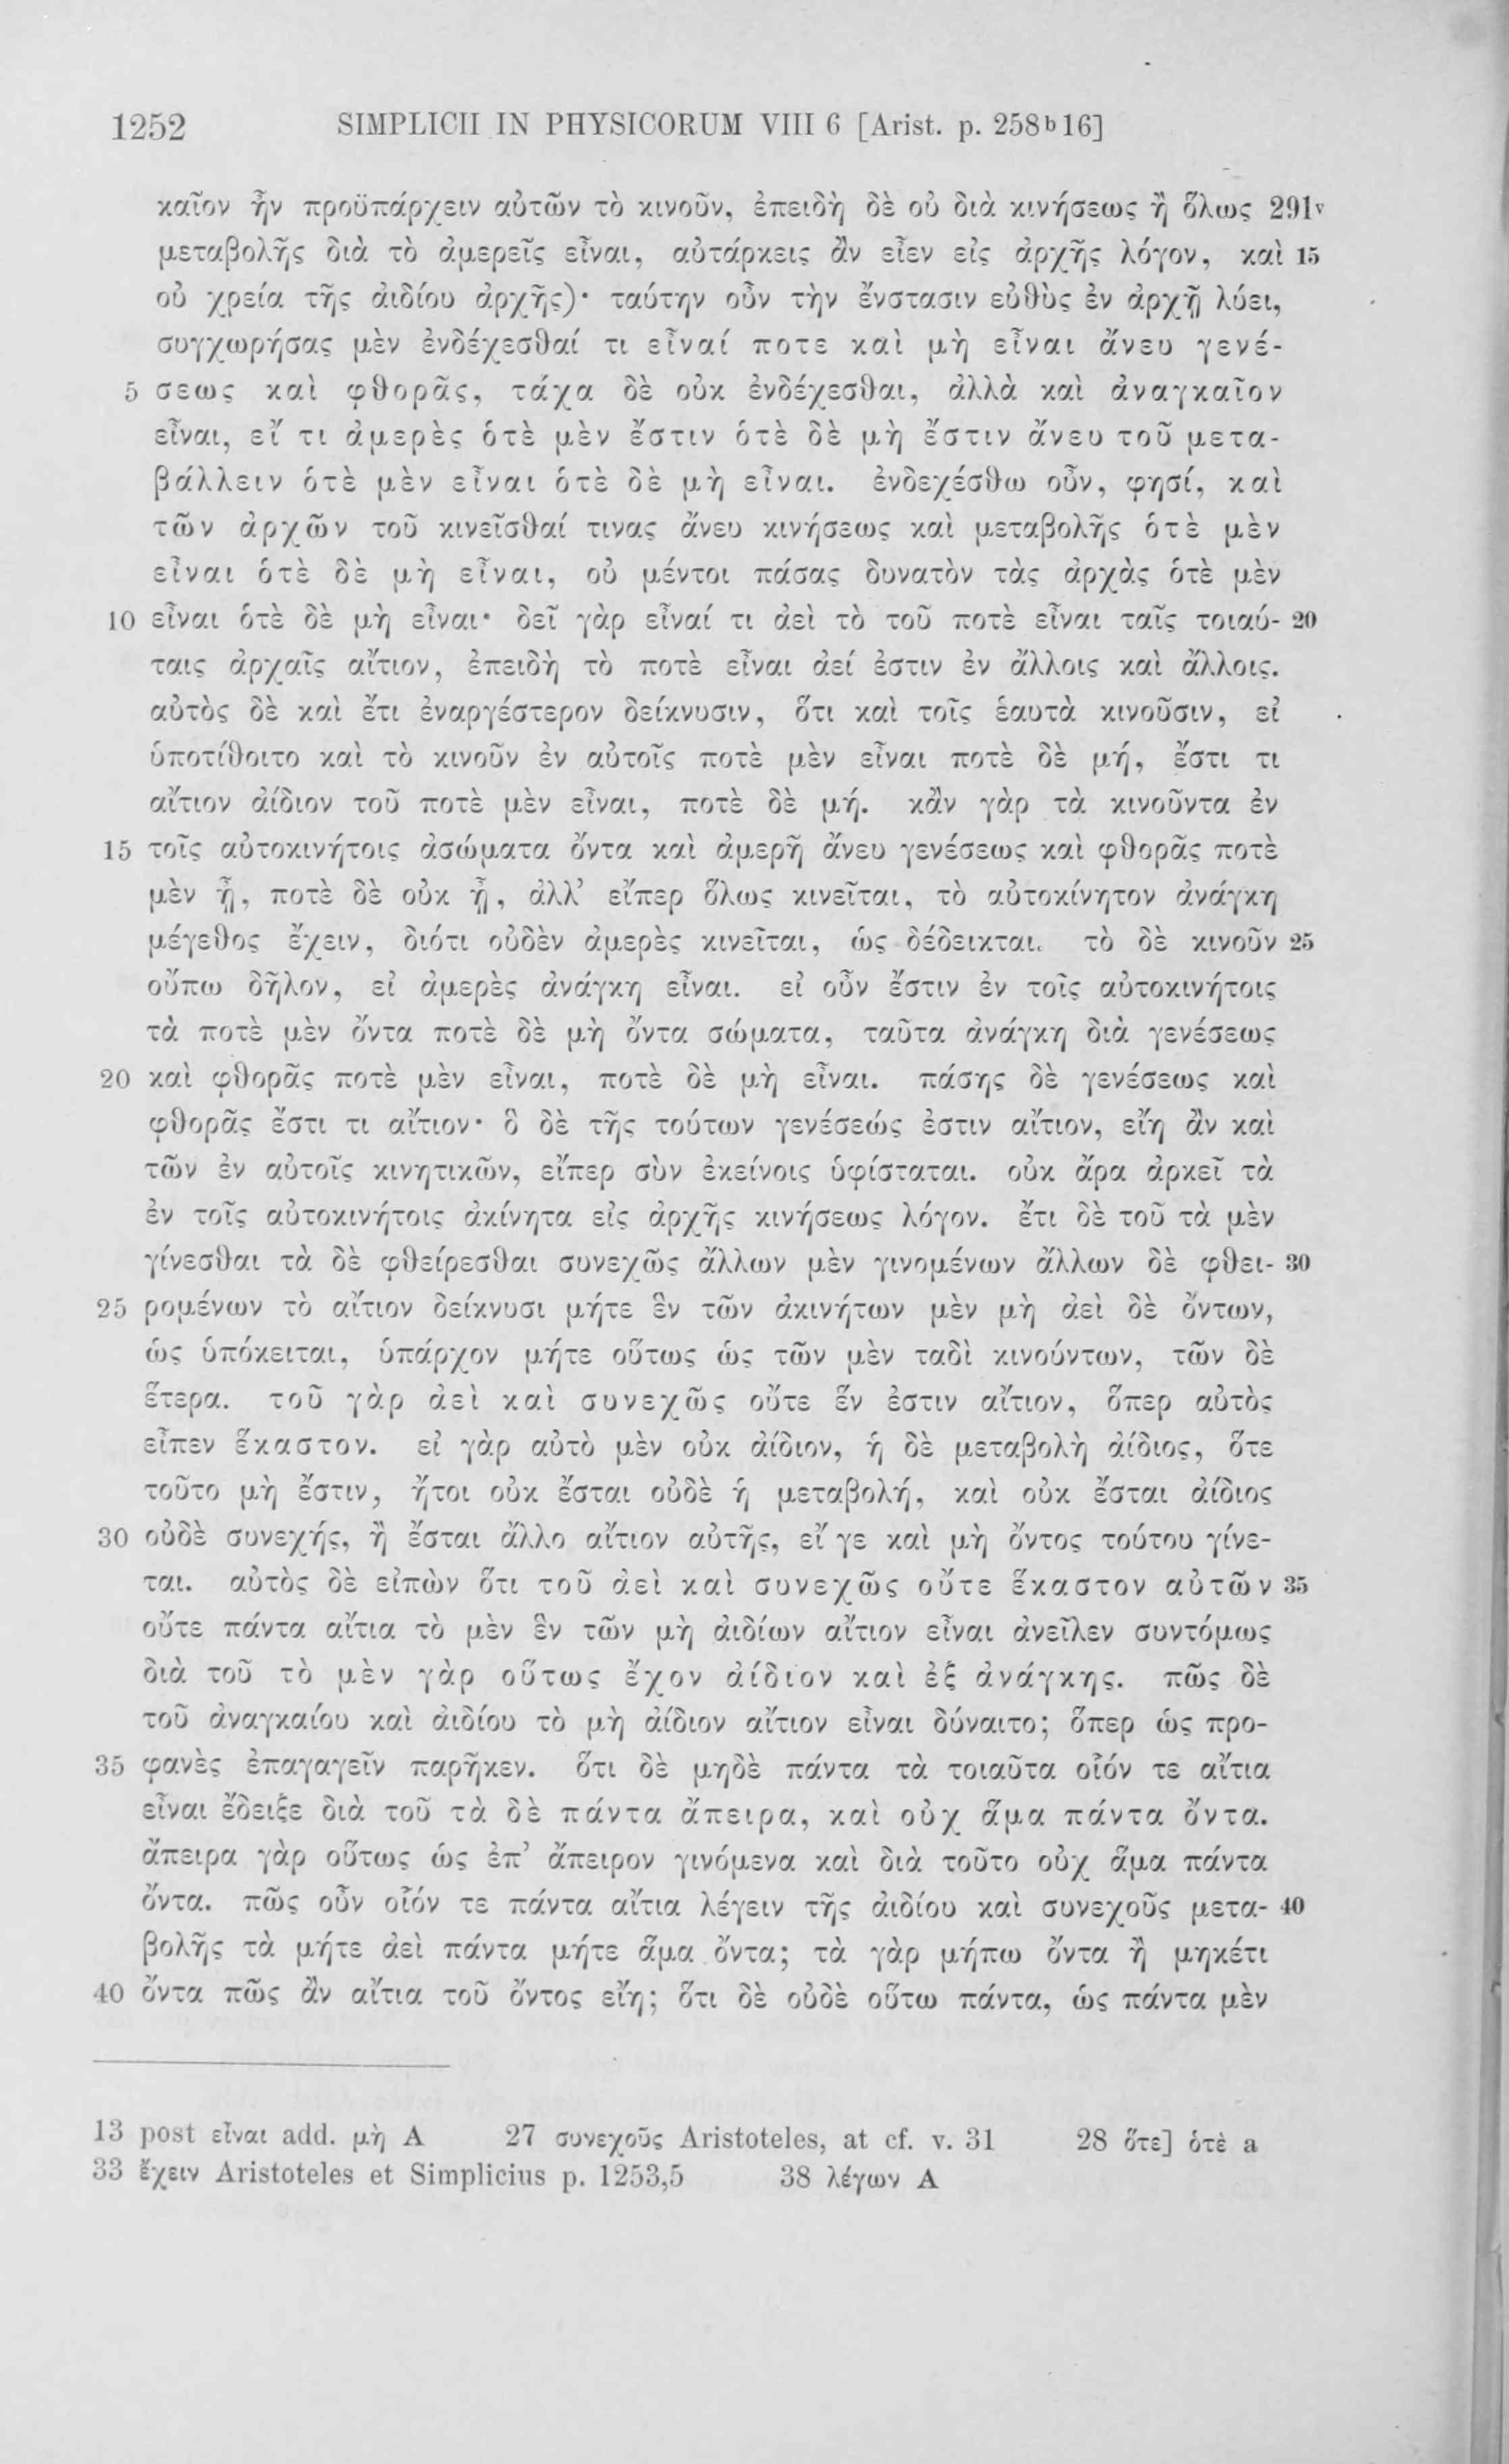 1252 SIMPLICII IN PHYSICORUM VIII 6 [Arist. p. 258b16]
καῖον ἦν προϋπάρχειν αὐτῶν τὸ κινοῦν, ἐπειδὴ δὲ οὐ διὰ κινήσεως ἢ ὅλως 291v
μεταβολῆς διὰ τὸ ἀμερεῖς εἶναι, αὐτάρκεις ἂν εἶεν εἰς ἀρχῆς λόγον, καὶ 15
οὐ χρεία τῆς ἀιδίου ἀρχῆς)· ταύτην οὖν τὴν ἔνστασιν εὐθὺς ἐν ἀρχῇ λύει,
συγχωρήσας μὲν ἐνδέχεσθαί τι εἶναί ποτε καὶ μὴ εἶναι ἄνευ γενέ-
5 σεως καὶ φθορᾶς, τάχα δὲ οὐκ ἐνδέχεσθαι, ἀλλὰ καὶ ἀναγκαῖον
εἶναι, εἴ τι ἀμερὲς ὁτὲ μὲν ἔστιν ὁτὲ δὲ μὴ ἔστιν ἄνευ τοῦ μετα-
βάλλειν ὁτὲ μὲν εἶναι ὁτὲ δὲ μὴ εἶναι. ἐνδεχέσθω οὖν, φησί, καὶ
τῶν ἀρχῶν τοῦ κινεῖσθαί τινας ἄνευ κινήσεως καὶ μεταβολῆς ὁτὲ μὲν
εἶναι ὁτὲ δὲ μὴ εἶναι, οὐ μέντοι πάσας δυνατὸν τὰς ἀρχὰς ὁτὲ μὲν
10 εἶναι ὁτὲ δὲ μὴ εἶναι· δεῖ γὰρ εἶναί τι ἀεὶ τὸ τοῦ ποτὲ εἶναι ταῖς τοιαύ- 20
ταις ἀρχαῖς αἴτιον, ἐπειδὴ τὸ ποτὲ εἶναι ἀεί ἐστιν ἐν ἄλλοις καὶ ἄλλοις.
αὐτὸς δὲ καὶ ἔτι ἐναργέστερον δείκνυσιν, ὅτι καὶ τοῖς ἑαυτὰ κινοῦσιν, εἰ
ὑποτίθοιτο καὶ τὸ κινοῦν ἐν αὐτοῖς ποτὲ μὲν εἶναι ποτὲ δὲ μή, ἔστι τι
αἴτιον ἀίδιον τοῦ ποτὲ μὲν εἶναι, ποτὲ δὲ μή. κἂν γὰρ τὰ κινοῦντα ἐν
15 τοῖς αὐτοκινήτοις ἀσώματα ὄντα καὶ ἀμερῆ ἄνευ γενέσεως καὶ φθορᾶς ποτὲ
μὲν ᾖ, ποτὲ δὲ οὐκ ᾖ, ἀλλ’ εἴπερ ὅλως κινεῖται, τὸ αὐτοκίνητον ἀνάγκη
μέγεθος ἔχειν, διότι οὐδὲν ἀμερὲς κινεῖται, ὡς δέδεικται. τὸ δὲ κινοῦν 25
οὔπω δῆλον, εἰ ἀμερὲς ἀνάγκη εἶναι. εἰ οὖν ἔστιν ἐν τοῖς αὐτοκινήτοις
τὰ ποτὲ μὲν ὄντα ποτὲ δὲ μὴ ὄντα σώματα, ταῦτα ἀνάγκη διὰ γενέσεως
20 καὶ φθορᾶς ποτὲ μὲν εἶναι, ποτὲ δὲ μὴ εἶναι. πάσης δὲ γενέσεως καὶ
φθορᾶς ἔστι τι αἴτιον· ὃ δὲ τῆς τούτων γενέσεώς ἐστιν αἴτιον, εἴη ἂν καὶ
τῶν ἐν αὐτοῖς κινητικῶν, εἴπερ σὺν ἐκείνοις ὑφίσταται. οὐκ ἄρα ἀρκεῖ τὰ
ἐν τοῖς αὐτοκινήτοις ἀκίνητα εἰς ἀρχῆς κινήσεως λόγον. ἔτι δὲ τοῦ τὰ μὲν
γίνεσθαι τὰ δὲ φθείρεσθαι συνεχῶς ἄλλων μὲν γινομένων ἄλλων δὲ φθει- 30
25 ρομένων τὸ αἴτιον δείκνυσι μήτε ἓν τῶν ἀκινήτων μὲν μὴ ἀεὶ δὲ ὄντων,
ὡς ὑπόκειται, ὑπάρχον μήτε οὕτως ὡς τῶν μὲν ταδὶ κινούντων, τῶν δὲ
ἕτερα. τοῦ γὰρ ἀεὶ καὶ συνεχῶς οὔτε ἕν ἐστιν αἴτιον, ὅπερ αὐτὸς
εἶπεν ἕκαστον. εἰ γὰρ αὐτὸ μὲν οὐκ ἀίδιον, ἡ δὲ μεταβολὴ ἀίδιος, ὅτε
τοῦτο μὴ ἔστιν, ἤτοι οὐκ ἔσται οὐδὲ ἡ μεταβολή, καὶ οὐκ ἔσται ἀίδιος
30 οὐδὲ συνεχής, ἢ ἔσται ἄλλο αἴτιον αὐτῆς, εἴ γε καὶ μὴ ὄντος τούτου γίνε-
ται. αὐτὸς δὲ εἰπὼν ὅτι τοῦ ἀεὶ καὶ συνεχῶς οὔτε ἕκαστον αὐτῶν 35
οὔτε πάντα αἴτια τὸ μὲν ἓν τῶν μὴ ἀιδίων αἴτιον εἶναι ἀνεῖλεν συντόμως
διὰ τοῦ τὸ μὲν γὰρ οὕτως ἔχον ἀίδιον καὶ ἐξ ἀνάγκης. πῶς δὲ
τοῦ ἀναγκαίου καὶ ἀιδίου τὸ μὴ ἀίδιον αἴτιον εἶναι δύναιτο; ὅπερ ὡς προ-
35 φανὲς ἐπαγαγεῖν παρῆκεν. ὅτι δὲ μηδὲ πάντα τὰ τοιαῦτα οἷόν τε αἴτια
εἶναι ἔδειξε διὰ τοῦ τὰ δὲ πάντα ἄπειρα, καὶ οὐχ ἅμα πάντα ὄντα.
ἄπειρα γὰρ οὕτως ὡς ἐπ’ ἄπειρον γινόμενα καὶ διὰ τοῦτο οὐχ ἅμα πάντα
ὄντα. πῶς οὖν οἷόν τε πάντα αἴτια λέγειν τῆς ἀιδίου καὶ συνεχοῦς μετα- 40
βολῆς τὰ μήτε ἀεὶ πάντα μήτε ἅμα ὄντα; τὰ γὰρ μήπω ὄντα ἢ μηκέτι
40 ὄντα πῶς ἂν αἴτια τοῦ ὄντος εἴη; ὅτι δὲ οὐδὲ οὕτω πάντα, ὡς πάντα μὲν
13 post εἶναι add. μὴ A 27 συνεχοῦς Aristoteles, at cf. v. 31 28 ὅτε] ὁτὲ a
33 ἔχειν Aristoteles et Simplicius p. 1253,5 38 λέγων A